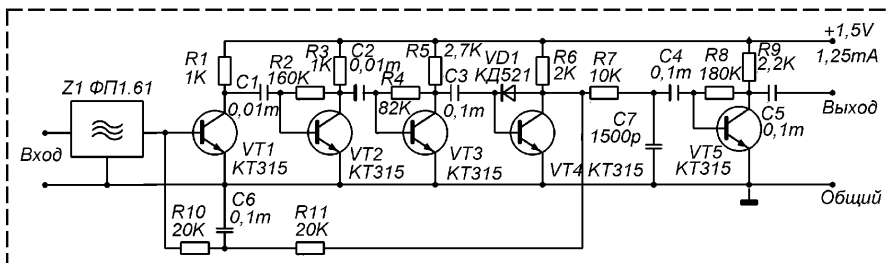 +1,5V
1,25mA
Z1 ФП1.61
Вход
R1
1K
C1
0,01m
VT1
KT315
R2
160K
R3
1K
C2
0,01m
VT2
KT315
R4
82K
R5
2,7K
C3
0,1m
VT3
KT315
VD1
КД521
R6
2K
VT4 KT315
R7
10K
C7
1500p
C4
0,1m
R8
180K
R9
2,2K
VT5
KT315
C5
0,1m
Выход
Общий
C6
0,1m
R10
20K
R11
20K